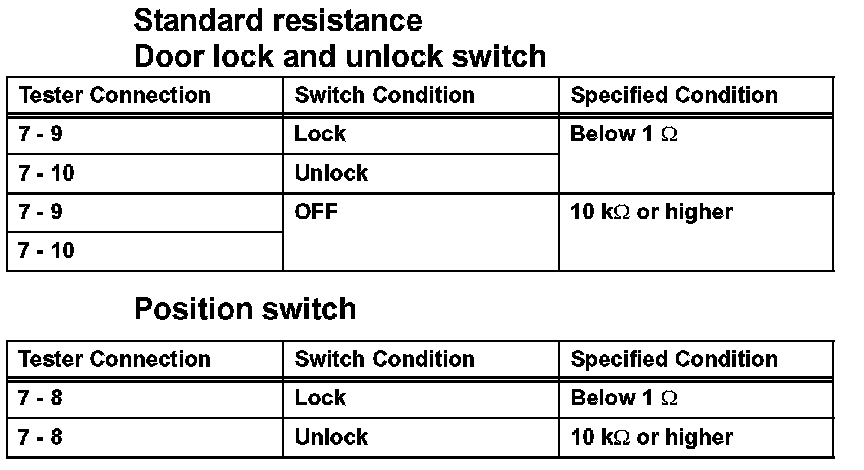 Standard resistance
Door lock and unlock switch
Tester Connection Switch Condition Specified Condition
7 - 9 Lock Below 1 Ω
7 - 10 Unlock
7 - 9 OFF 10 kΩ or higher
7 - 10
Position switch
Tester Connection Switch Condition Specified Condition
7 - 8 Lock Below 1 Ω
7 - 8 Unlock 10 kΩ or higher